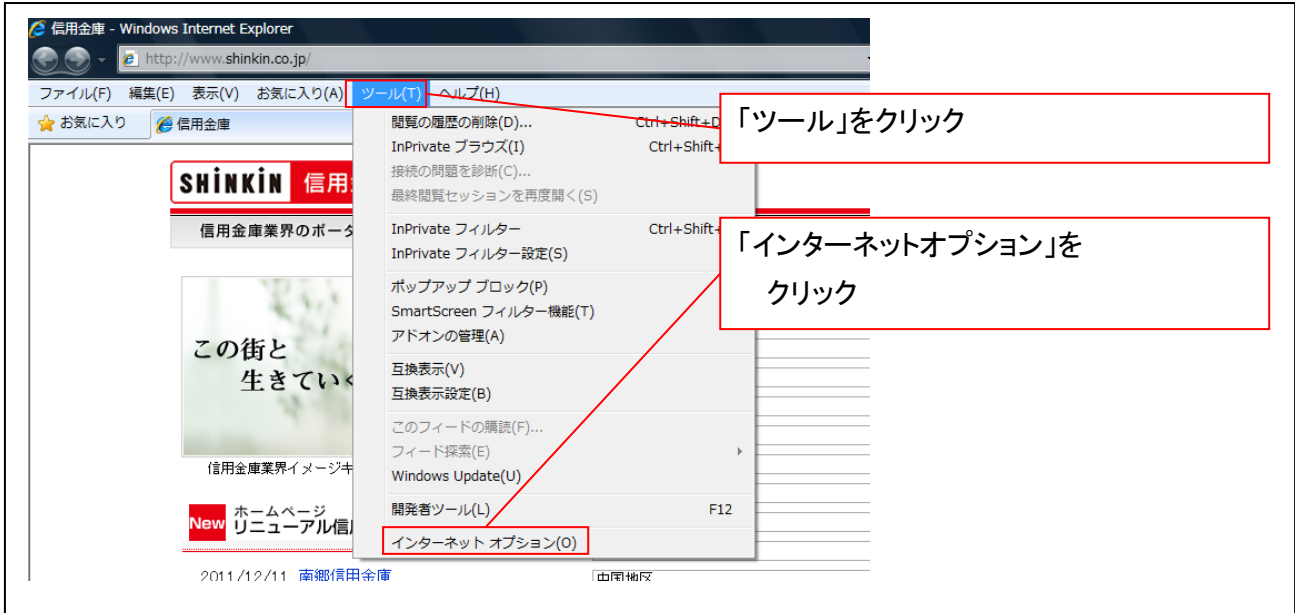 信用金庫 - Windows Internet Explorer
http://www.shinkin.co.jp/
ファイル(F) 編集(E) 表示(V) お気に入り(A) ツール(T) ヘルプ(H)
お気に入り 信用金庫
「ツール」をクリック
閲覧の履歴の削除(D)... Ctrl+Shift+D
InPrivate ブラウズ(I) Ctrl+Shift+
接続の問題を診断(C)...
最終閲覧セッションを再度開く(S)
InPrivate フィルター Ctrl+Shift+
InPrivate フィルター設定(S)
ポップアップ ブロック(P)
SmartScreen フィルター機能(T)
アドオンの管理(A)
互換表示(V)
互換表示設定(B)
このフィードの購読(F)...
フィード探索(E)
Windows Update(U)
開発者ツール(L) F12
インターネット オプション(O)
「インターネットオプション」を
クリック
SHiNKiN 信用
信用金庫業界のポータ
この街と
生きてい
信用金庫業界イメージキ
New ホームページ
リニューアル信
2011/12/11 南郷信用金庫
中国地区